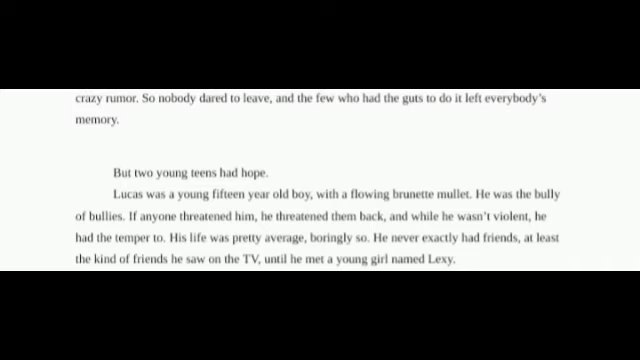 crazy rumor. So nobody dared to leave, and the few who had the guts to do it left everybody's
memory.
But two young teens had hope.
Lucas was a young fifteen year old boy, with a flowing brunette mullet. He was the bully
of bullies. If anyone threatened him, he threatened them back, and while he wasn't violent, he
had the temper to. His life was pretty average, boringly so. He never exactly had friends, at least
the kind of friends he saw on the TV, until he met a young girl named Lexy.